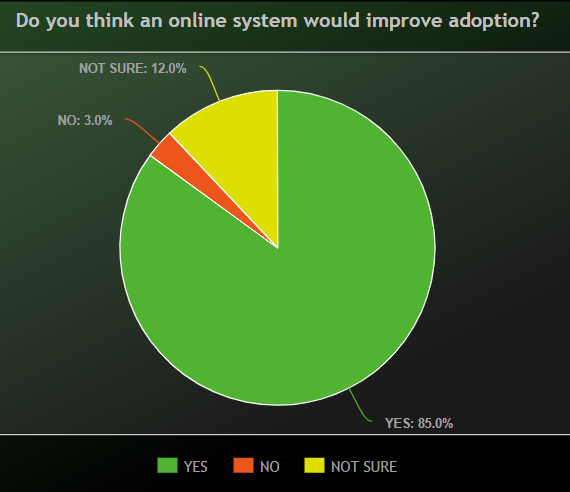 Do you think an online system would improve adoption?
NOT SURE: 12.0%
NO: 3.0%
YES: 85.0%
YES NO NOT SURE